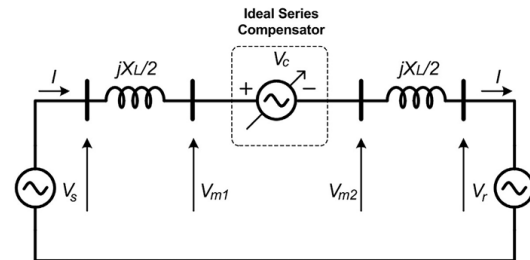 Ideal Series
Compensator
I
jXL/2
Vc
jXL/2
I
+
−
Vs
Vm1
Vm2
Vr